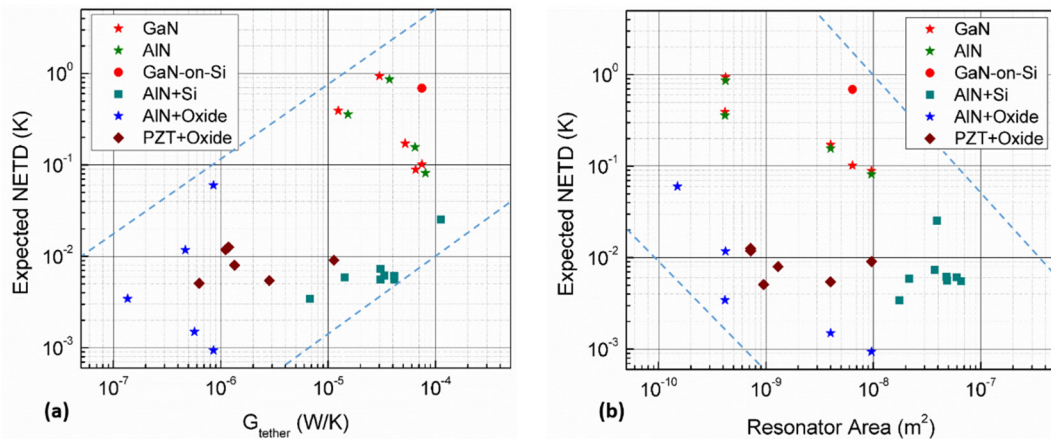 GaN
AlN
GaN-on-Si
AlN+Si
AlN+Oxide
PZT+Oxide
10^0
10^-1
10^-2
10^-3
Expected NETD (K)
10^-7
10^-6
10^-5
10^-4
(a)
G_tether (W/K)
GaN
AlN
GaN-on-Si
AlN+Si
AlN+Oxide
PZT+Oxide
10^0
10^-1
10^-2
10^-3
Expected NETD (K)
10^-10
10^-9
10^-8
10^-7
(b)
Resonator Area (m^2)